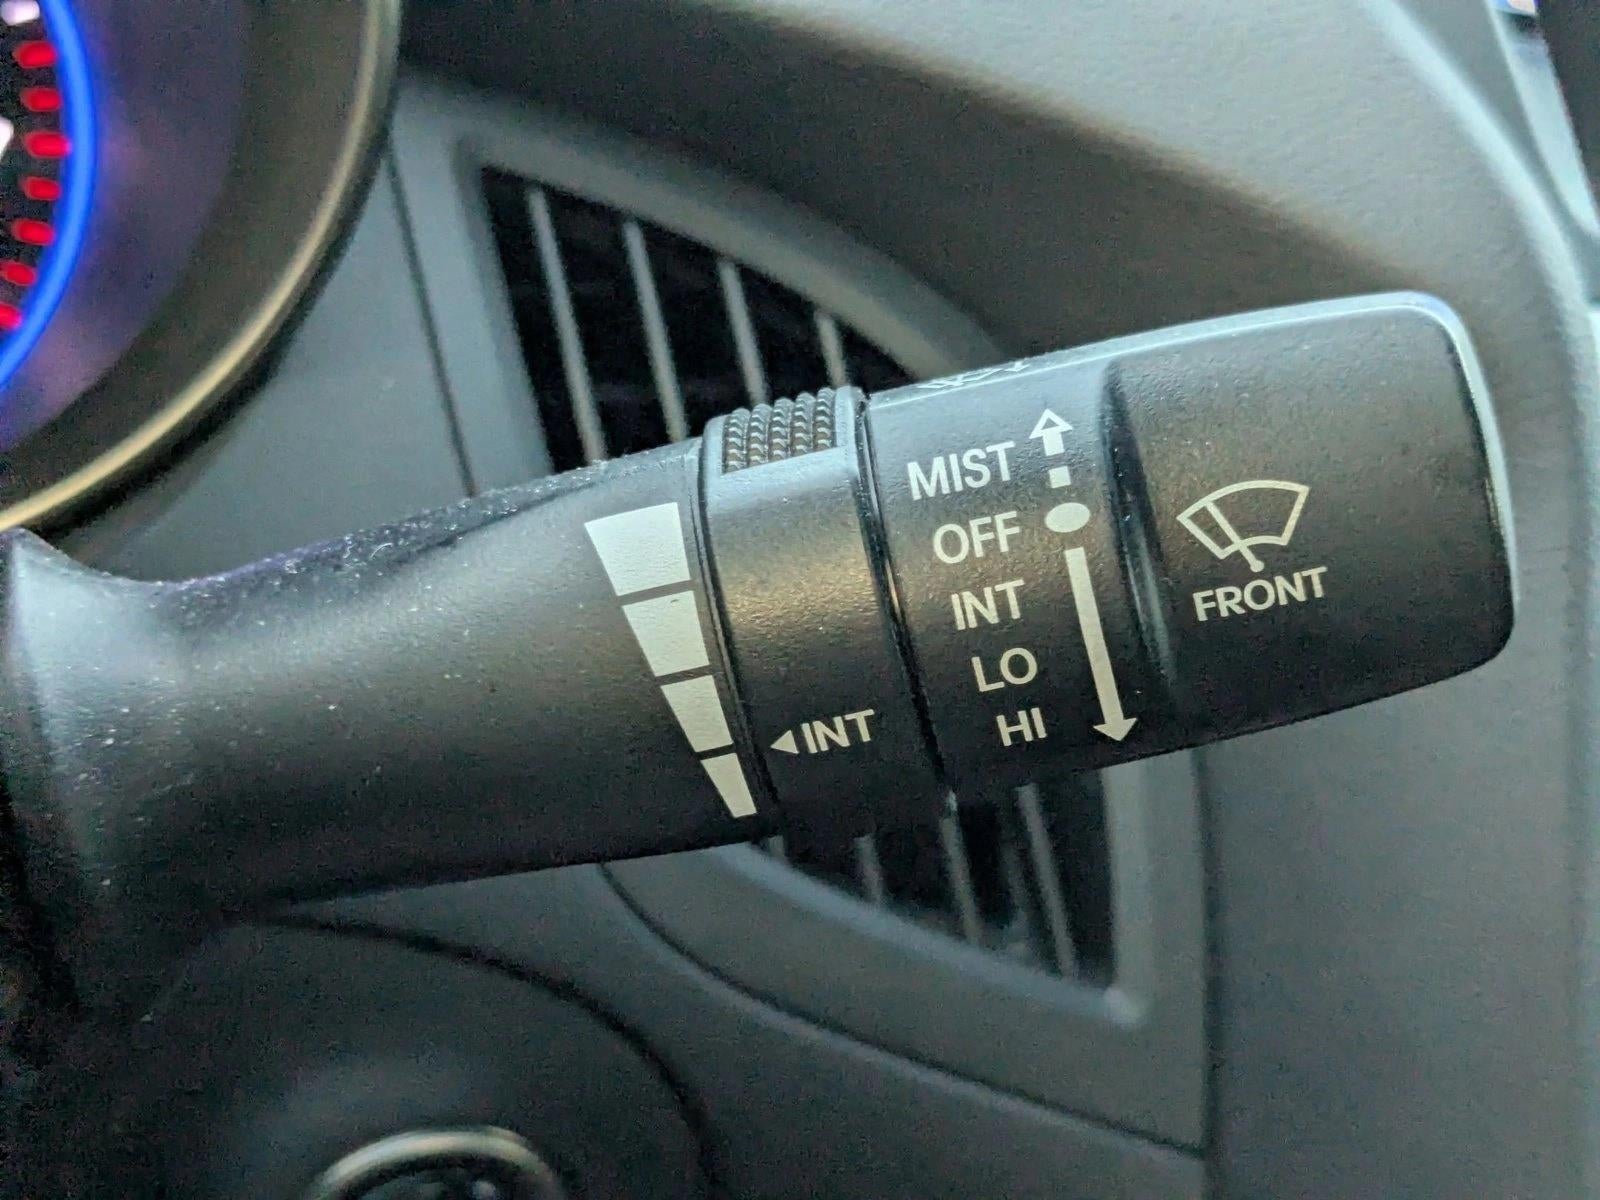 MIST
OFF
INT
LO
HI
INT
FRONT